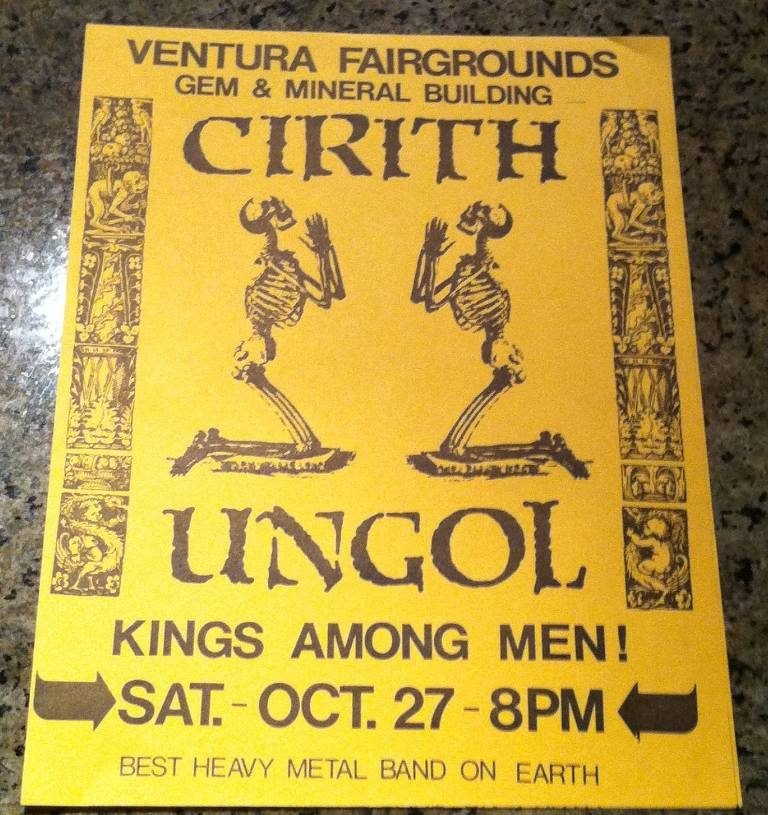 VENTURA FAIRGROUNDS
GEM & MINERAL BUILDING
CIRITH
UNGOL
KINGS AMONG MEN!
SAT. - OCT. 27 - 8PM
BEST HEAVY METAL BAND ON EARTH